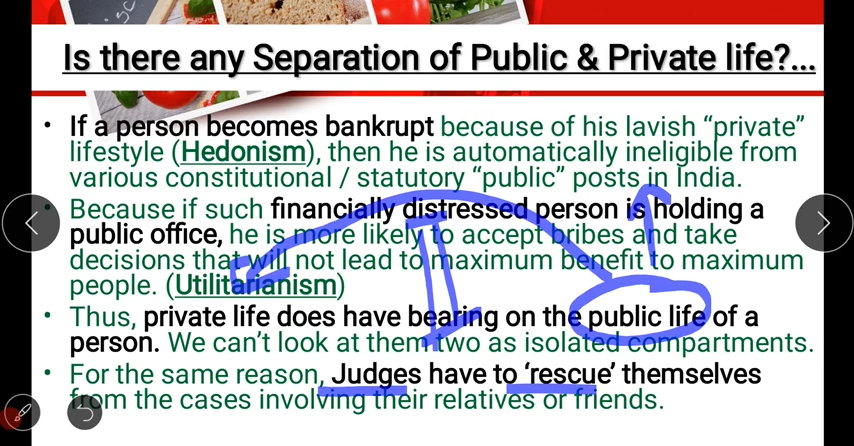 Is there any Separation of Public & Private life?...
• If a person becomes bankrupt because of his lavish “private”
lifestyle (Hedonism), then he is automatically ineligible from
various constitutional / statutory “public” posts in India.
• Because if such financially distressed person is holding a
public office, he is more likely to accept bribes and take
decisions that will not lead to maximum benefit to maximum
people. (Utilitarianism)
• Thus, private life does have bearing on the public life of a
person. We can’t look at them two as isolated compartments.
• For the same reason, Judges have to ‘rescue’ themselves
from the cases involving their relatives or friends.